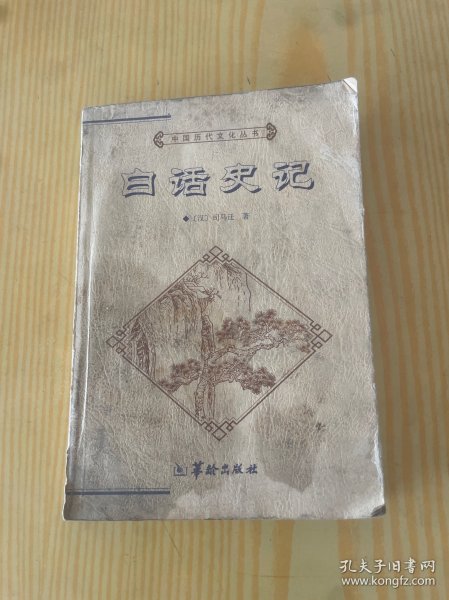 中国历代文化丛书
白话史记
◆〔汉〕司马迁 著
华龄出版社
孔夫子旧书网
www.kongfz.com